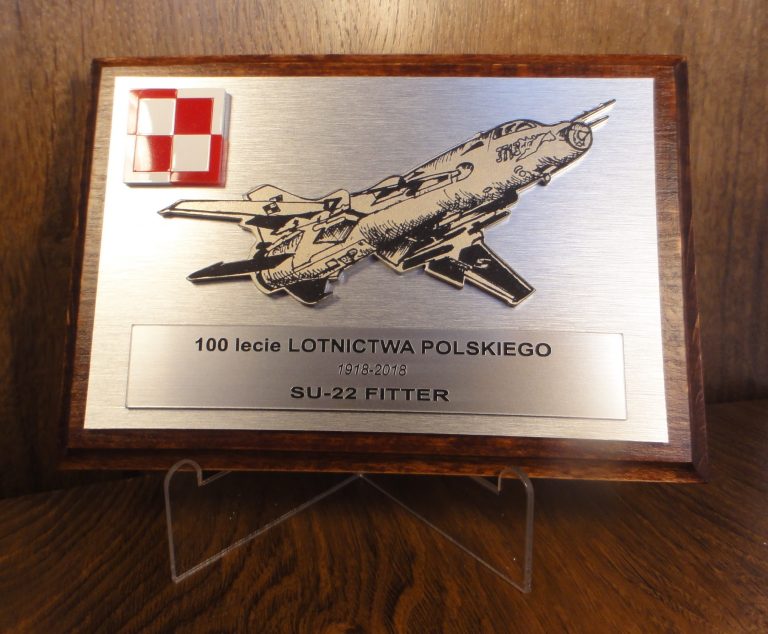 100 lecie LOTNICTWA POLSKIEGO
1918-2018
SU-22 FITTER